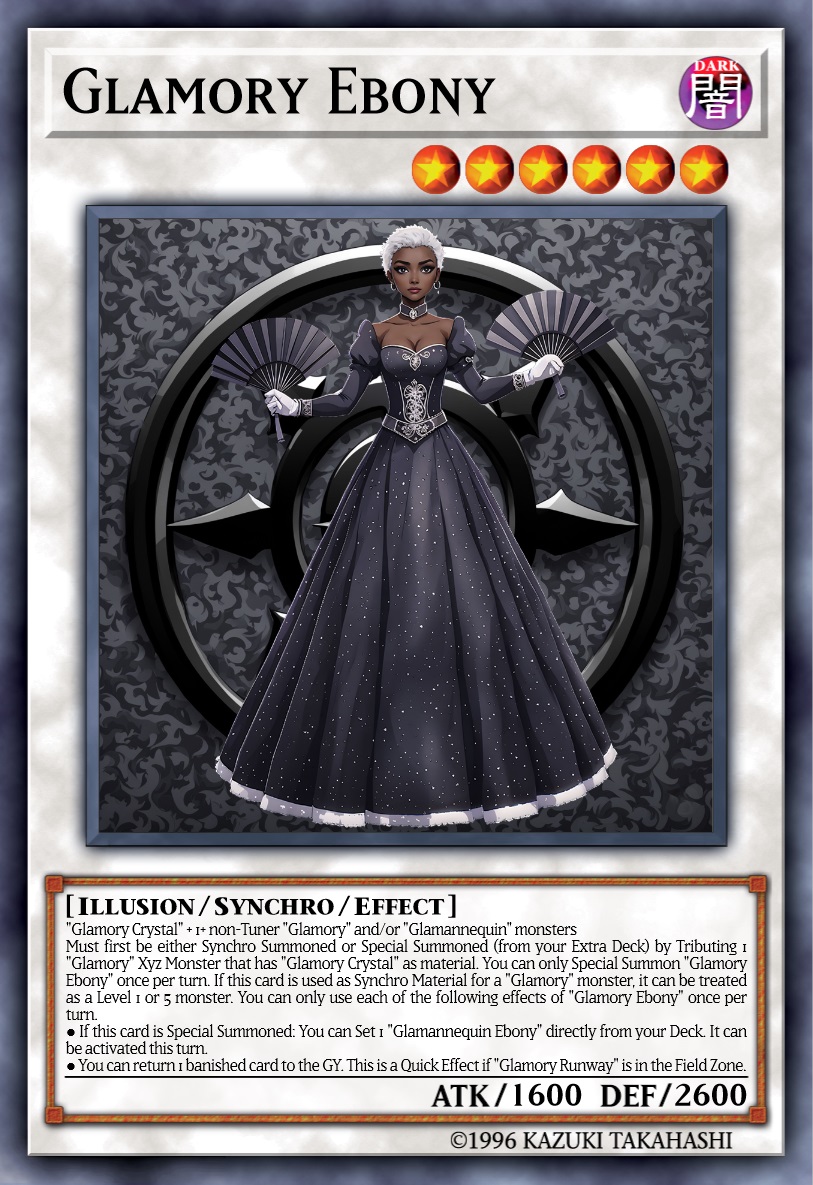 Glamory Ebony
DARK
闇
[Illusion/Synchro/Effect]
"Glamory Crystal" + 1+ non-Tuner "Glamory" and/or "Glamannequin" monsters
Must first be either Synchro Summoned or Special Summoned (from your Extra Deck) by Tributing 1
"Glamory" Xyz Monster that has "Glamory Crystal" as material. You can only Special Summon "Glamory
Ebony" once per turn. If this card is used as Synchro Material for a "Glamory" monster, it can be treated
as a Level 1 or 5 monster. You can only use each of the following effects of "Glamory Ebony" once per
turn.
● If this card is Special Summoned: You can Set 1 "Glamannequin Ebony" directly from your Deck. It can
be activated this turn.
● You can return 1 banished card to the GY. This is a Quick Effect if "Glamory Runway" is in the Field Zone.
ATK/1600 DEF/2600
©1996 KAZUKI TAKAHASHI